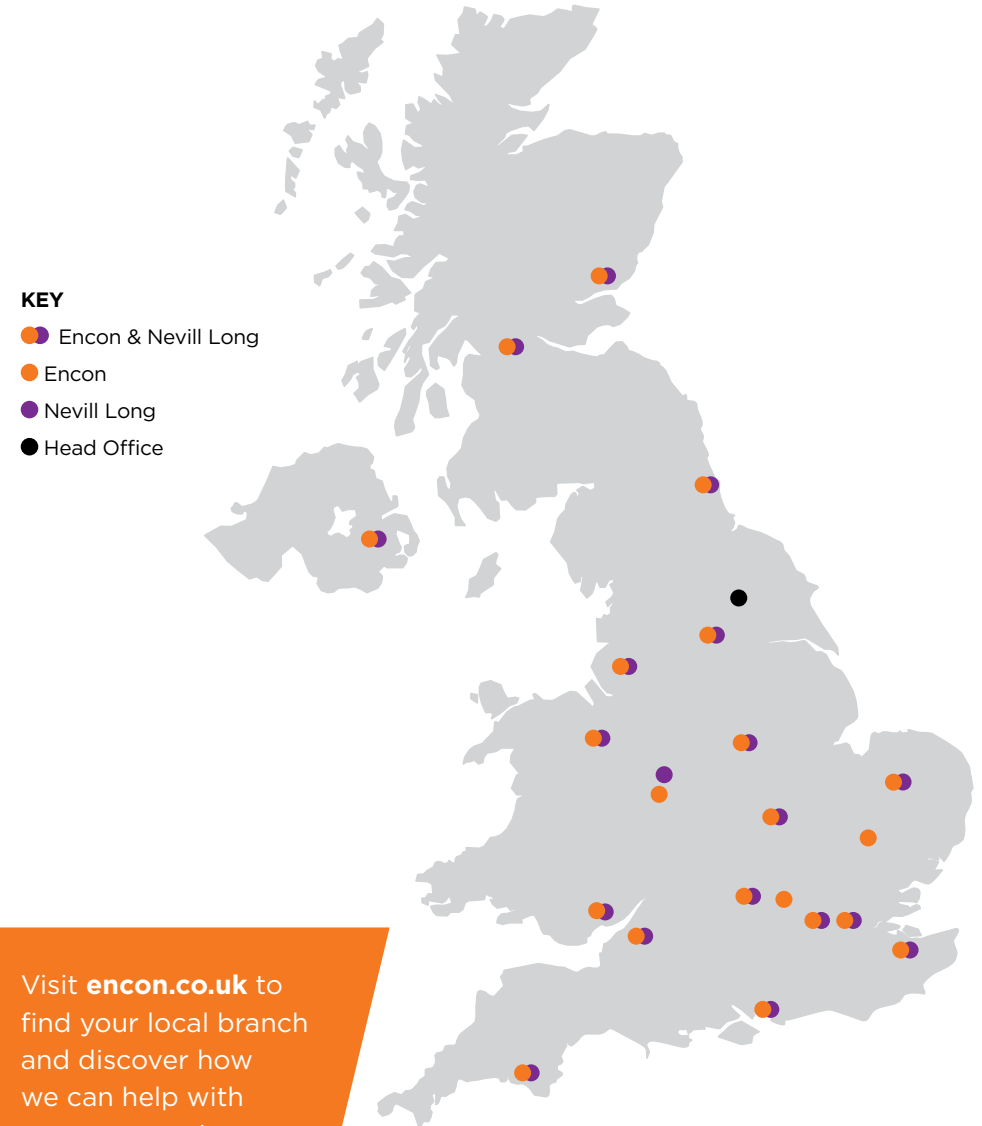 KEY
Encon & Nevill Long
Encon
Nevill Long
Head Office
Visit encon.co.uk to
find your local branch
and discover how
we can help with